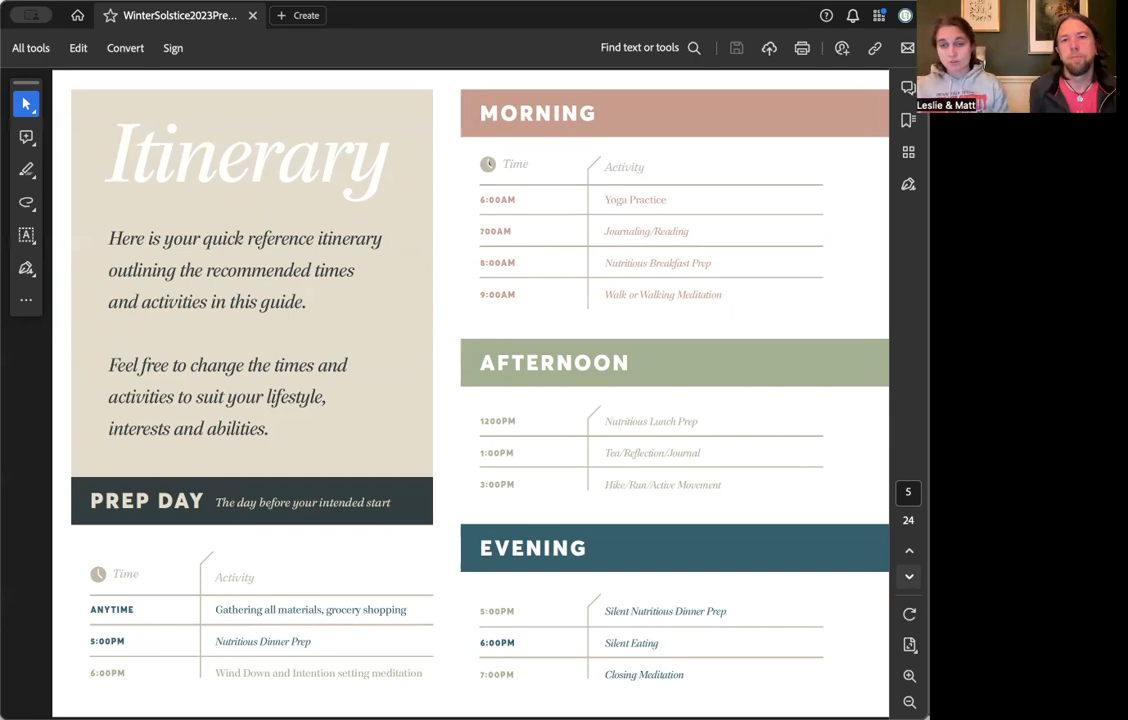 WinterSolstice2023Pre...
Create
All tools
Edit
Convert
Sign
Find text or tools
Leslie & Matt
Itinerary
Here is your quick reference itinerary
outlining the recommended times
and activities in this guide.
Feel free to change the times and
activities to suit your lifestyle,
interests and abilities.
PREP DAY The day before your intended start
Time Activity
ANYTIME Gathering all materials, grocery shopping
5:00PM Nutritious Dinner Prep
6:00PM Wind Down and Intention setting meditation
MORNING
Time Activity
6:00AM Yoga Practice
700AM Journaling/Reading
8:00AM Nutritious Breakfast Prep
9:00AM Walk or Walking Meditation
AFTERNOON
1200PM Nutritious Lunch Prep
1:00PM Tea/Reflection/Journal
3:00PM Hike/Run/Active Movement
EVENING
5:00PM Silent Nutritious Dinner Prep
6:00PM Silent Eating
7:00PM Closing Meditation
5
24